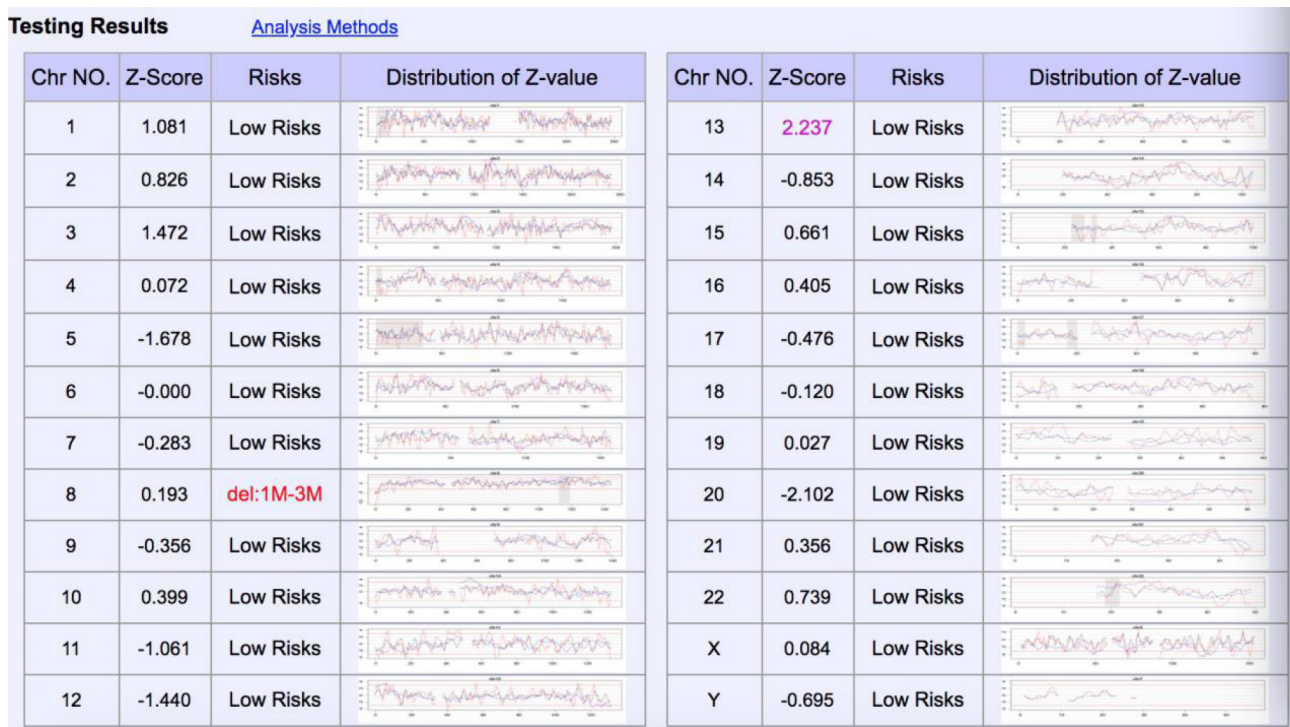 Testing Results Analysis Methods
Chr NO. Z-Score Risks Distribution of Z-value
1 1.081 Low Risks
2 0.826 Low Risks
3 1.472 Low Risks
4 0.072 Low Risks
5 -1.678 Low Risks
6 -0.000 Low Risks
7 -0.283 Low Risks
8 0.193 del:1M-3M
9 -0.356 Low Risks
10 0.399 Low Risks
11 -1.061 Low Risks
12 -1.440 Low Risks
Chr NO. Z-Score Risks Distribution of Z-value
13 2.237 Low Risks
14 -0.853 Low Risks
15 0.661 Low Risks
16 0.405 Low Risks
17 -0.476 Low Risks
18 -0.120 Low Risks
19 0.027 Low Risks
20 -2.102 Low Risks
21 0.356 Low Risks
22 0.739 Low Risks
X 0.084 Low Risks
Y -0.695 Low Risks